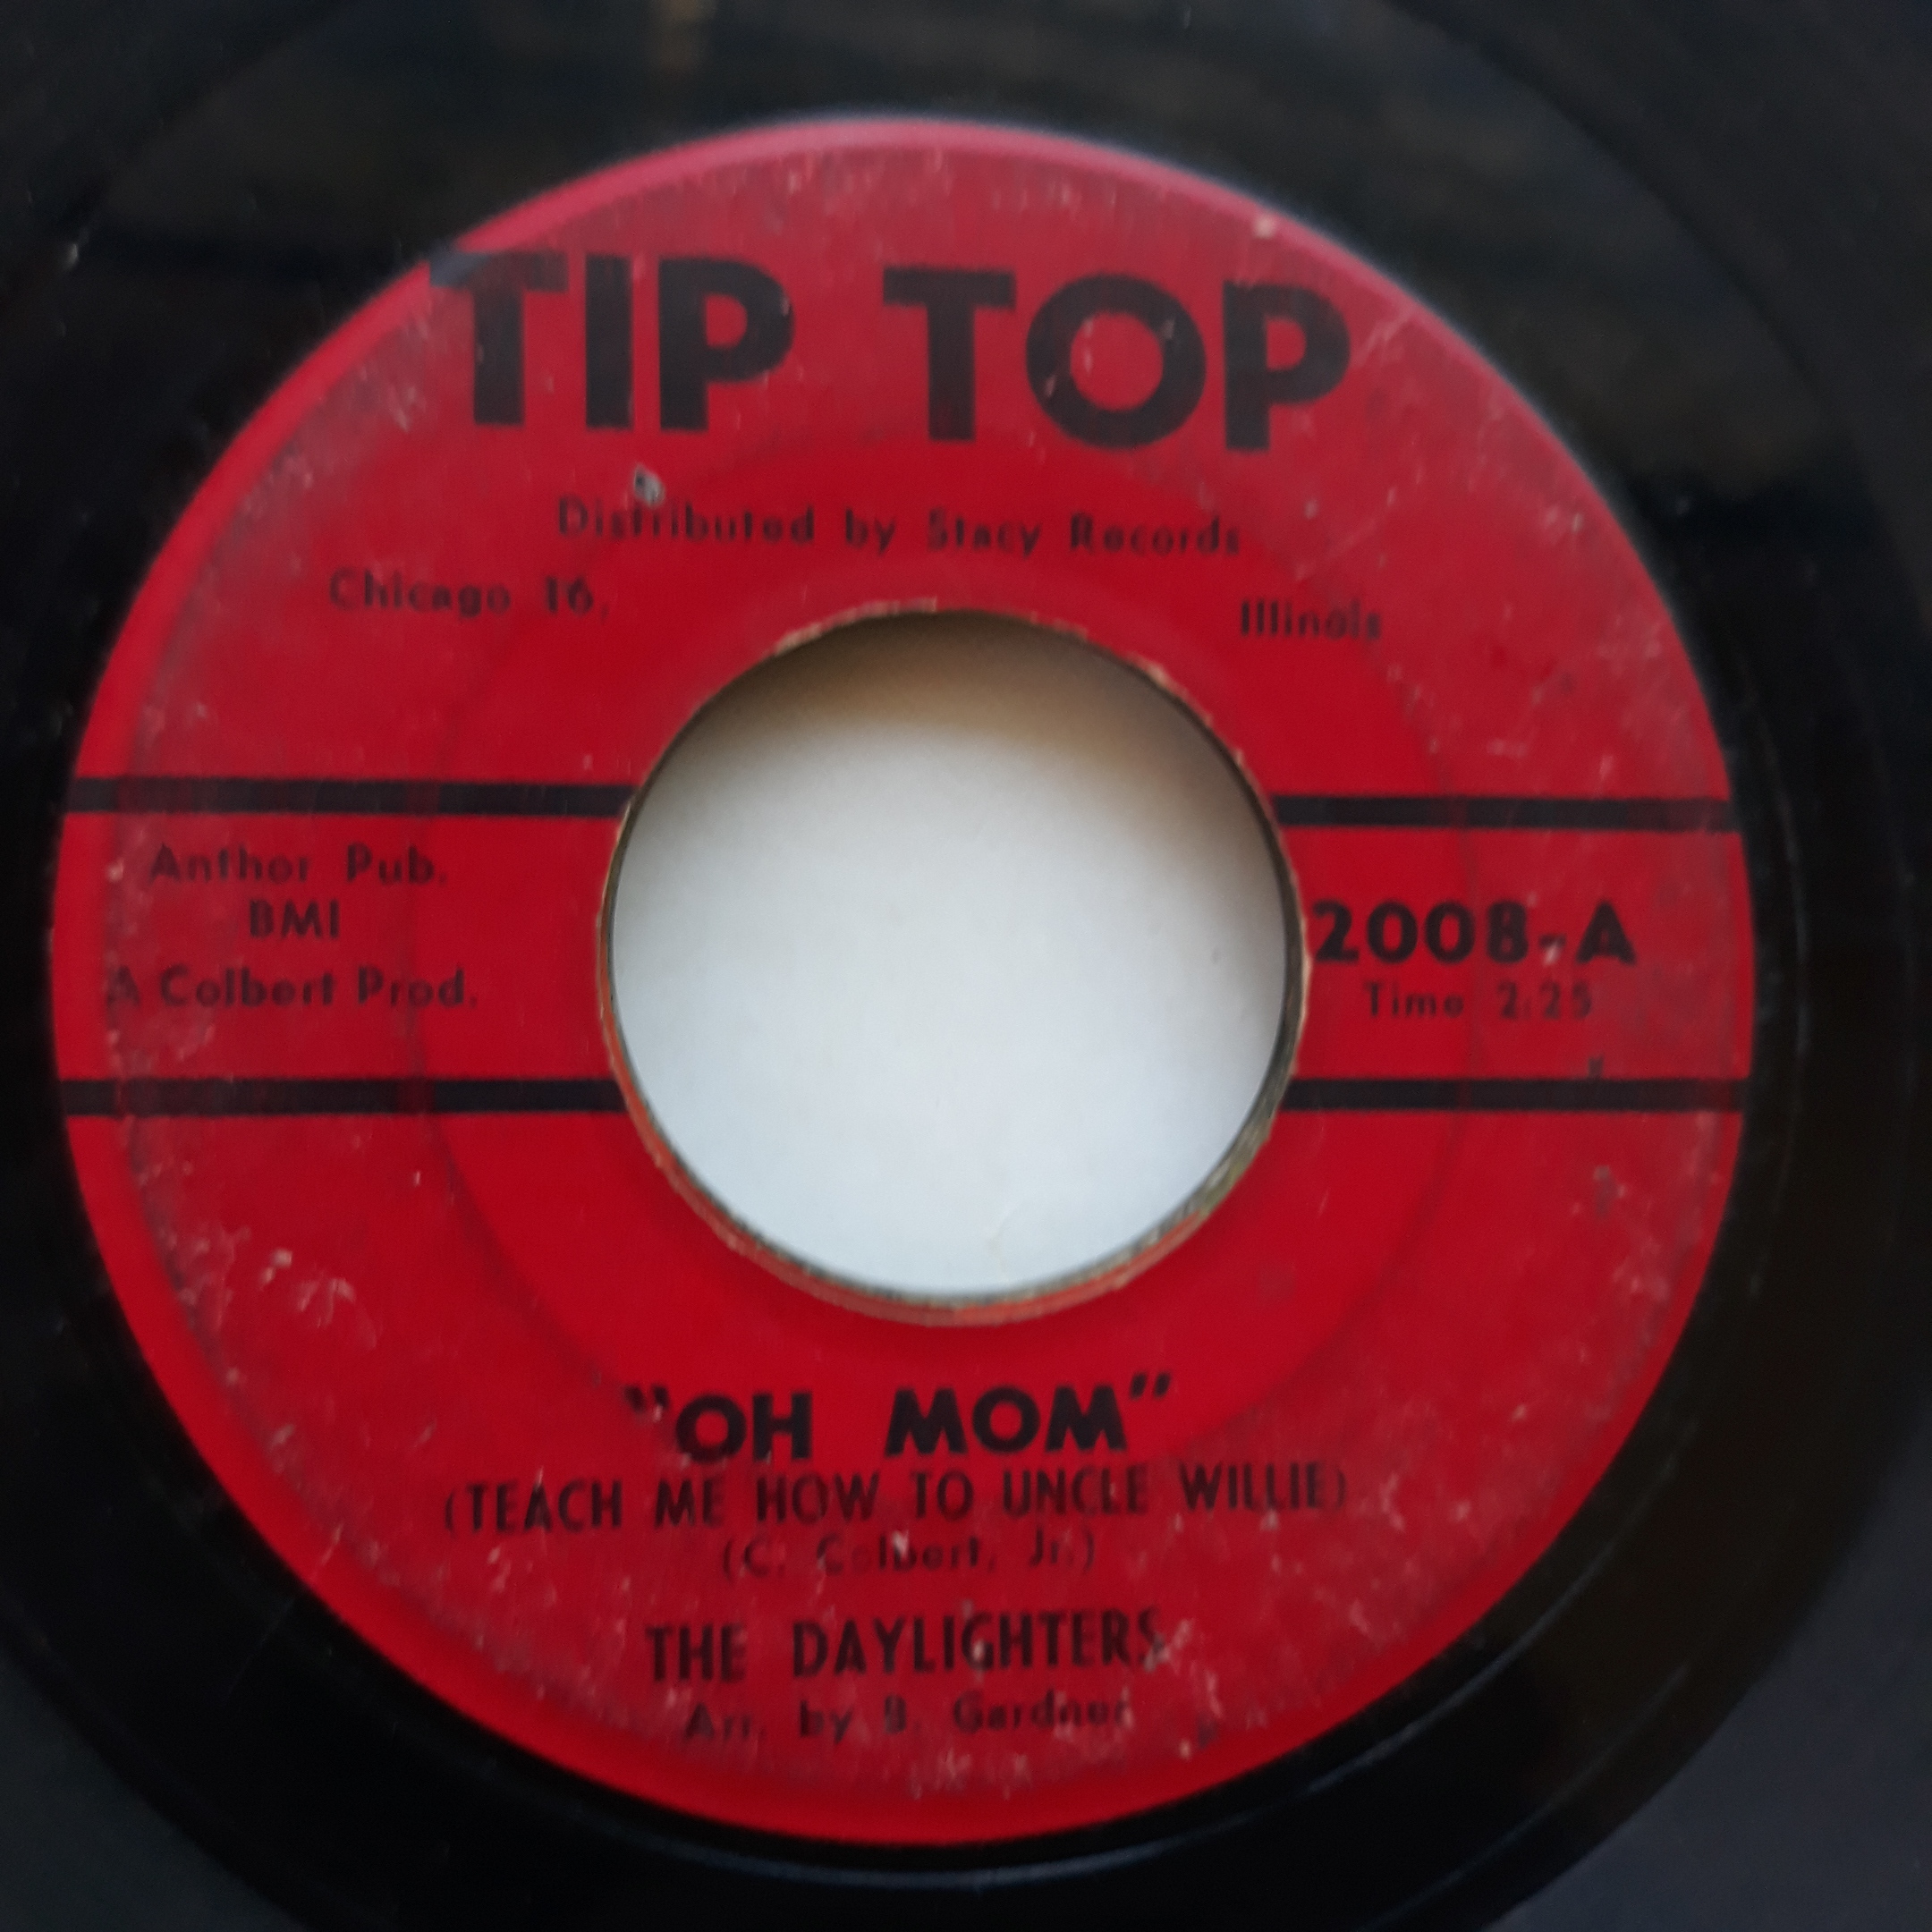 TIP TOP
Distributed by Stacy Records
Chicago 16, Illinois
Anthor Pub.
BMI
A Colbert Prod.
2008-A
Time 2:25
"OH MOM"
(TEACH ME HOW TO UNCLE WILLIE)
(C. Colbert, Jr.)
THE DAYLIGHTERS
Arr. by B. Gardner